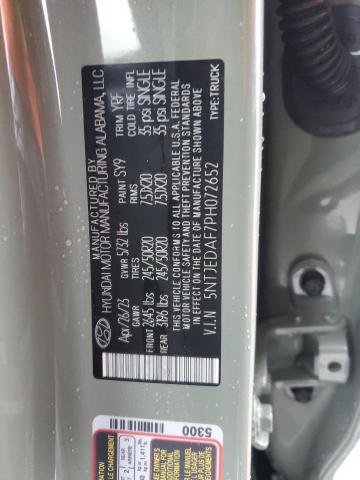 MANUFACTURED BY
HYUNDAI MOTOR MANUFACTURING ALABAMA, LLC
Apr/26/23 GVWR 5732 lbs PAINT SY9 TRIM YRF
TIRES RIMS COLD TIRE INFL
FRONT 2645 lbs 245/50R20 7.5JX20 35 psi SINGLE
REAR 3196 lbs 245/50R20 7.5JX20 35 psi SINGLE
THIS VEHICLE CONFORMS TO ALL APPLICABLE U.S.A. FEDERAL
MOTOR VEHICLE SAFETY AND THEFT PREVENTION STANDARDS
IN EFFECT ON THE DATE OF MANUFACTURE SHOWN ABOVE
V.I.N 5NTJEDAF7PH072652 TYPE:TRUCK
5300